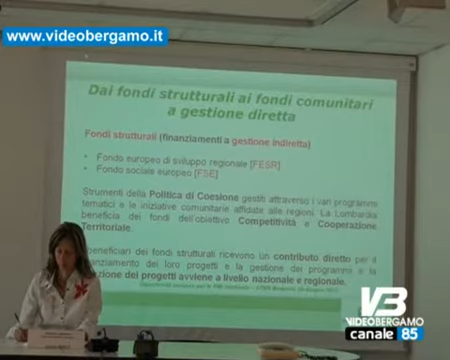 www.videobergamo.it
Dai fondi strutturali ai fondi comunitari
a gestione diretta
Fondi strutturali (finanziamenti a gestione indiretta)
• Fondo europeo di sviluppo regionale [FESR]
• Fondo sociale europeo [FSE]
Strumenti della Politica di Coesione gestiti attraverso i vari programmi
tematici e le iniziative comunitarie affidate alle regioni. La Lombardia
beneficia dei fondi dell'obiettivo Competitività e Cooperazione
Territoriale.
beneficiari dei fondi strutturali ricevono un contributo diretto per il
finanziamento dei loro progetti e la gestione dei programmi e la
zione dei progetti avviene a livello nazionale e regionale.
VB
VIDEOBERGAMO
canale 85